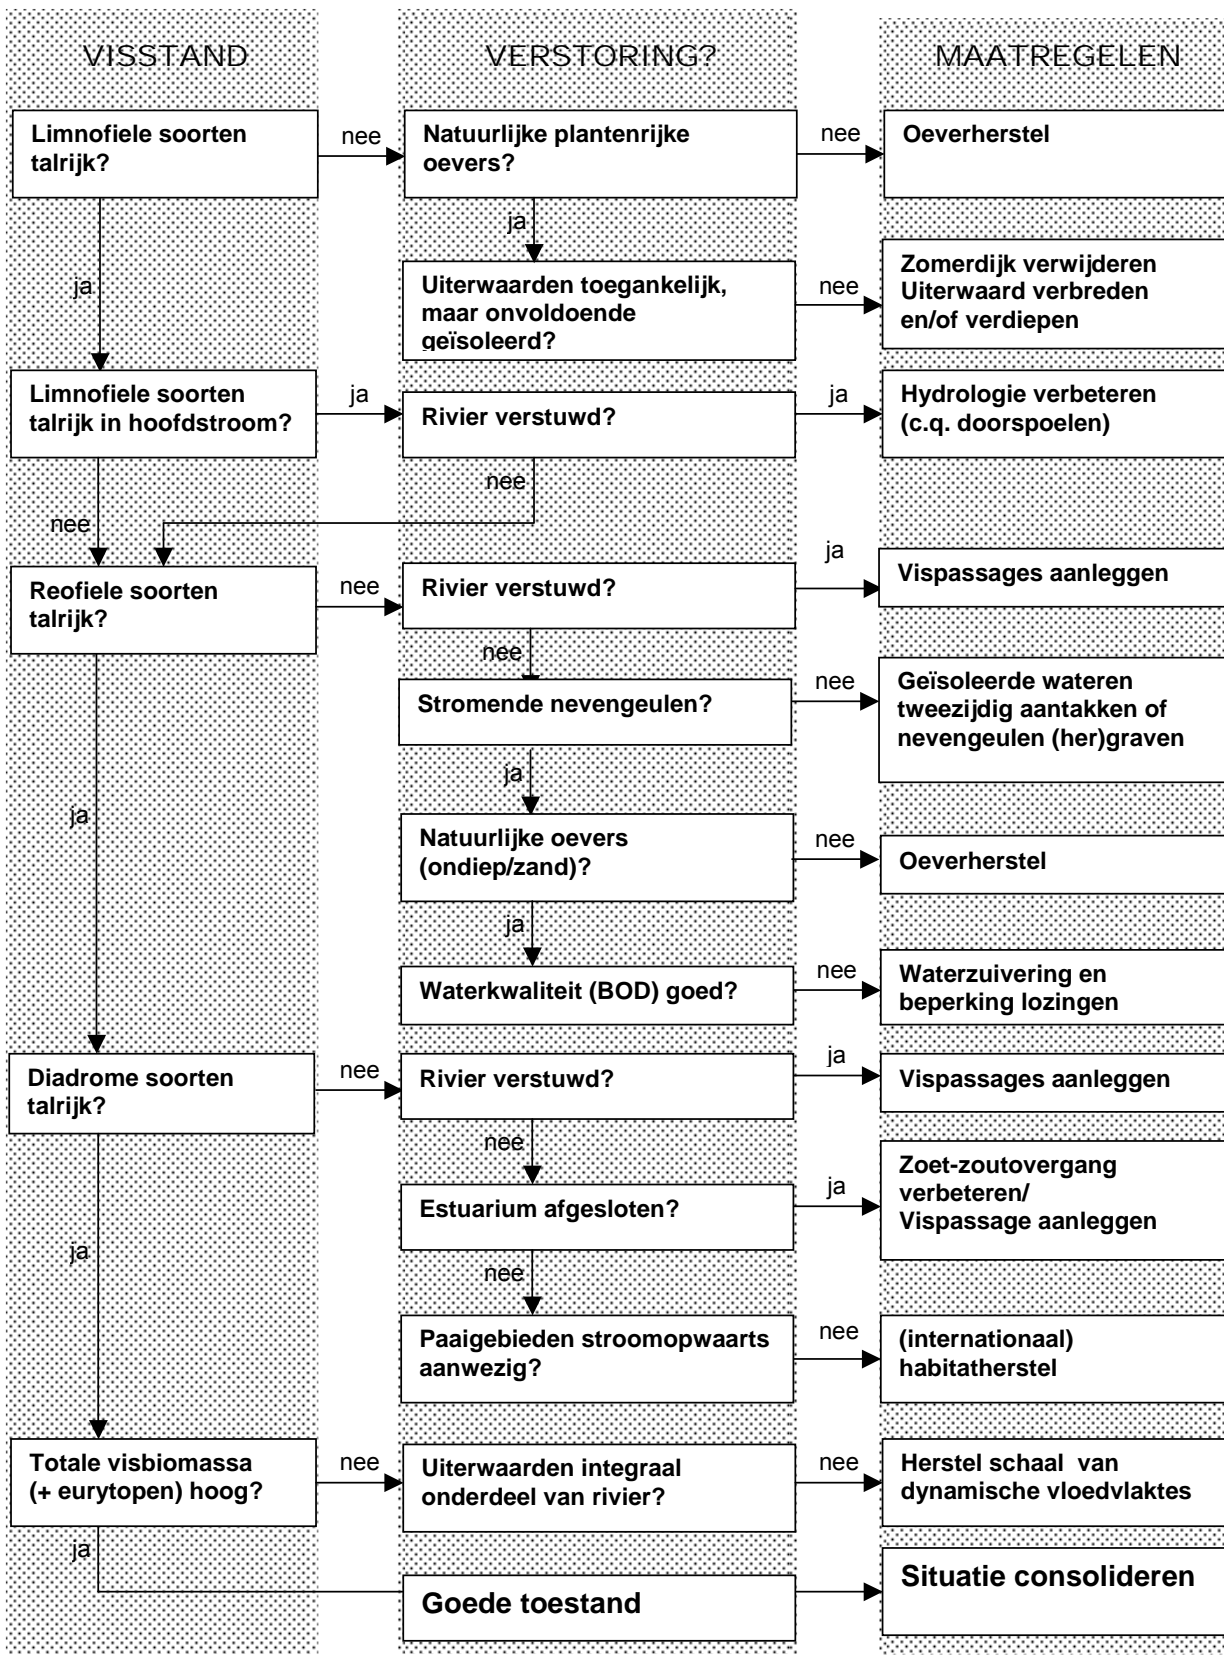 VISSTAND
VERSTORING?
MAATREGELEN
Limnofiele soorten
talrijk?
nee
Natuurlijke plantenrijke
oevers?
nee
Oeverherstel
ja
ja
Uiterwaarden toegankelijk,
maar onvoldoende
geïsoleerd?
nee
Zomerdijk verwijderen
Uiterwaard verbreden
en/of verdiepen
Limnofiele soorten
talrijk in hoofdstroom?
ja
Rivier verstuwd?
ja
Hydrologie verbeteren
(c.q. doorspoelen)
nee
nee
Reofiele soorten
talrijk?
nee
Rivier verstuwd?
ja
Vispassages aanleggen
nee
Stromende nevengeulen?
nee
Geïsoleerde wateren
tweezijdig aantakken of
nevengeulen (her)graven
ja
ja
Natuurlijke oevers
(ondiep/zand)?
nee
Oeverherstel
ja
Waterkwaliteit (BOD) goed?
nee
Waterzuivering en
beperking lozingen
Diadrome soorten
talrijk?
nee
Rivier verstuwd?
ja
Vispassages aanleggen
nee
Estuarium afgesloten?
ja
Zoet-zoutovergang
verbeteren/
Vispassage aanleggen
ja
nee
Paaigebieden stroomopwaarts
aanwezig?
nee
(internationaal)
habitatherstel
Totale visbiomassa
(+ eurytopen) hoog?
nee
Uiterwaarden integraal
onderdeel van rivier?
nee
Herstel schaal van
dynamische vloedvlaktes
ja
Goede toestand
Situatie consolideren